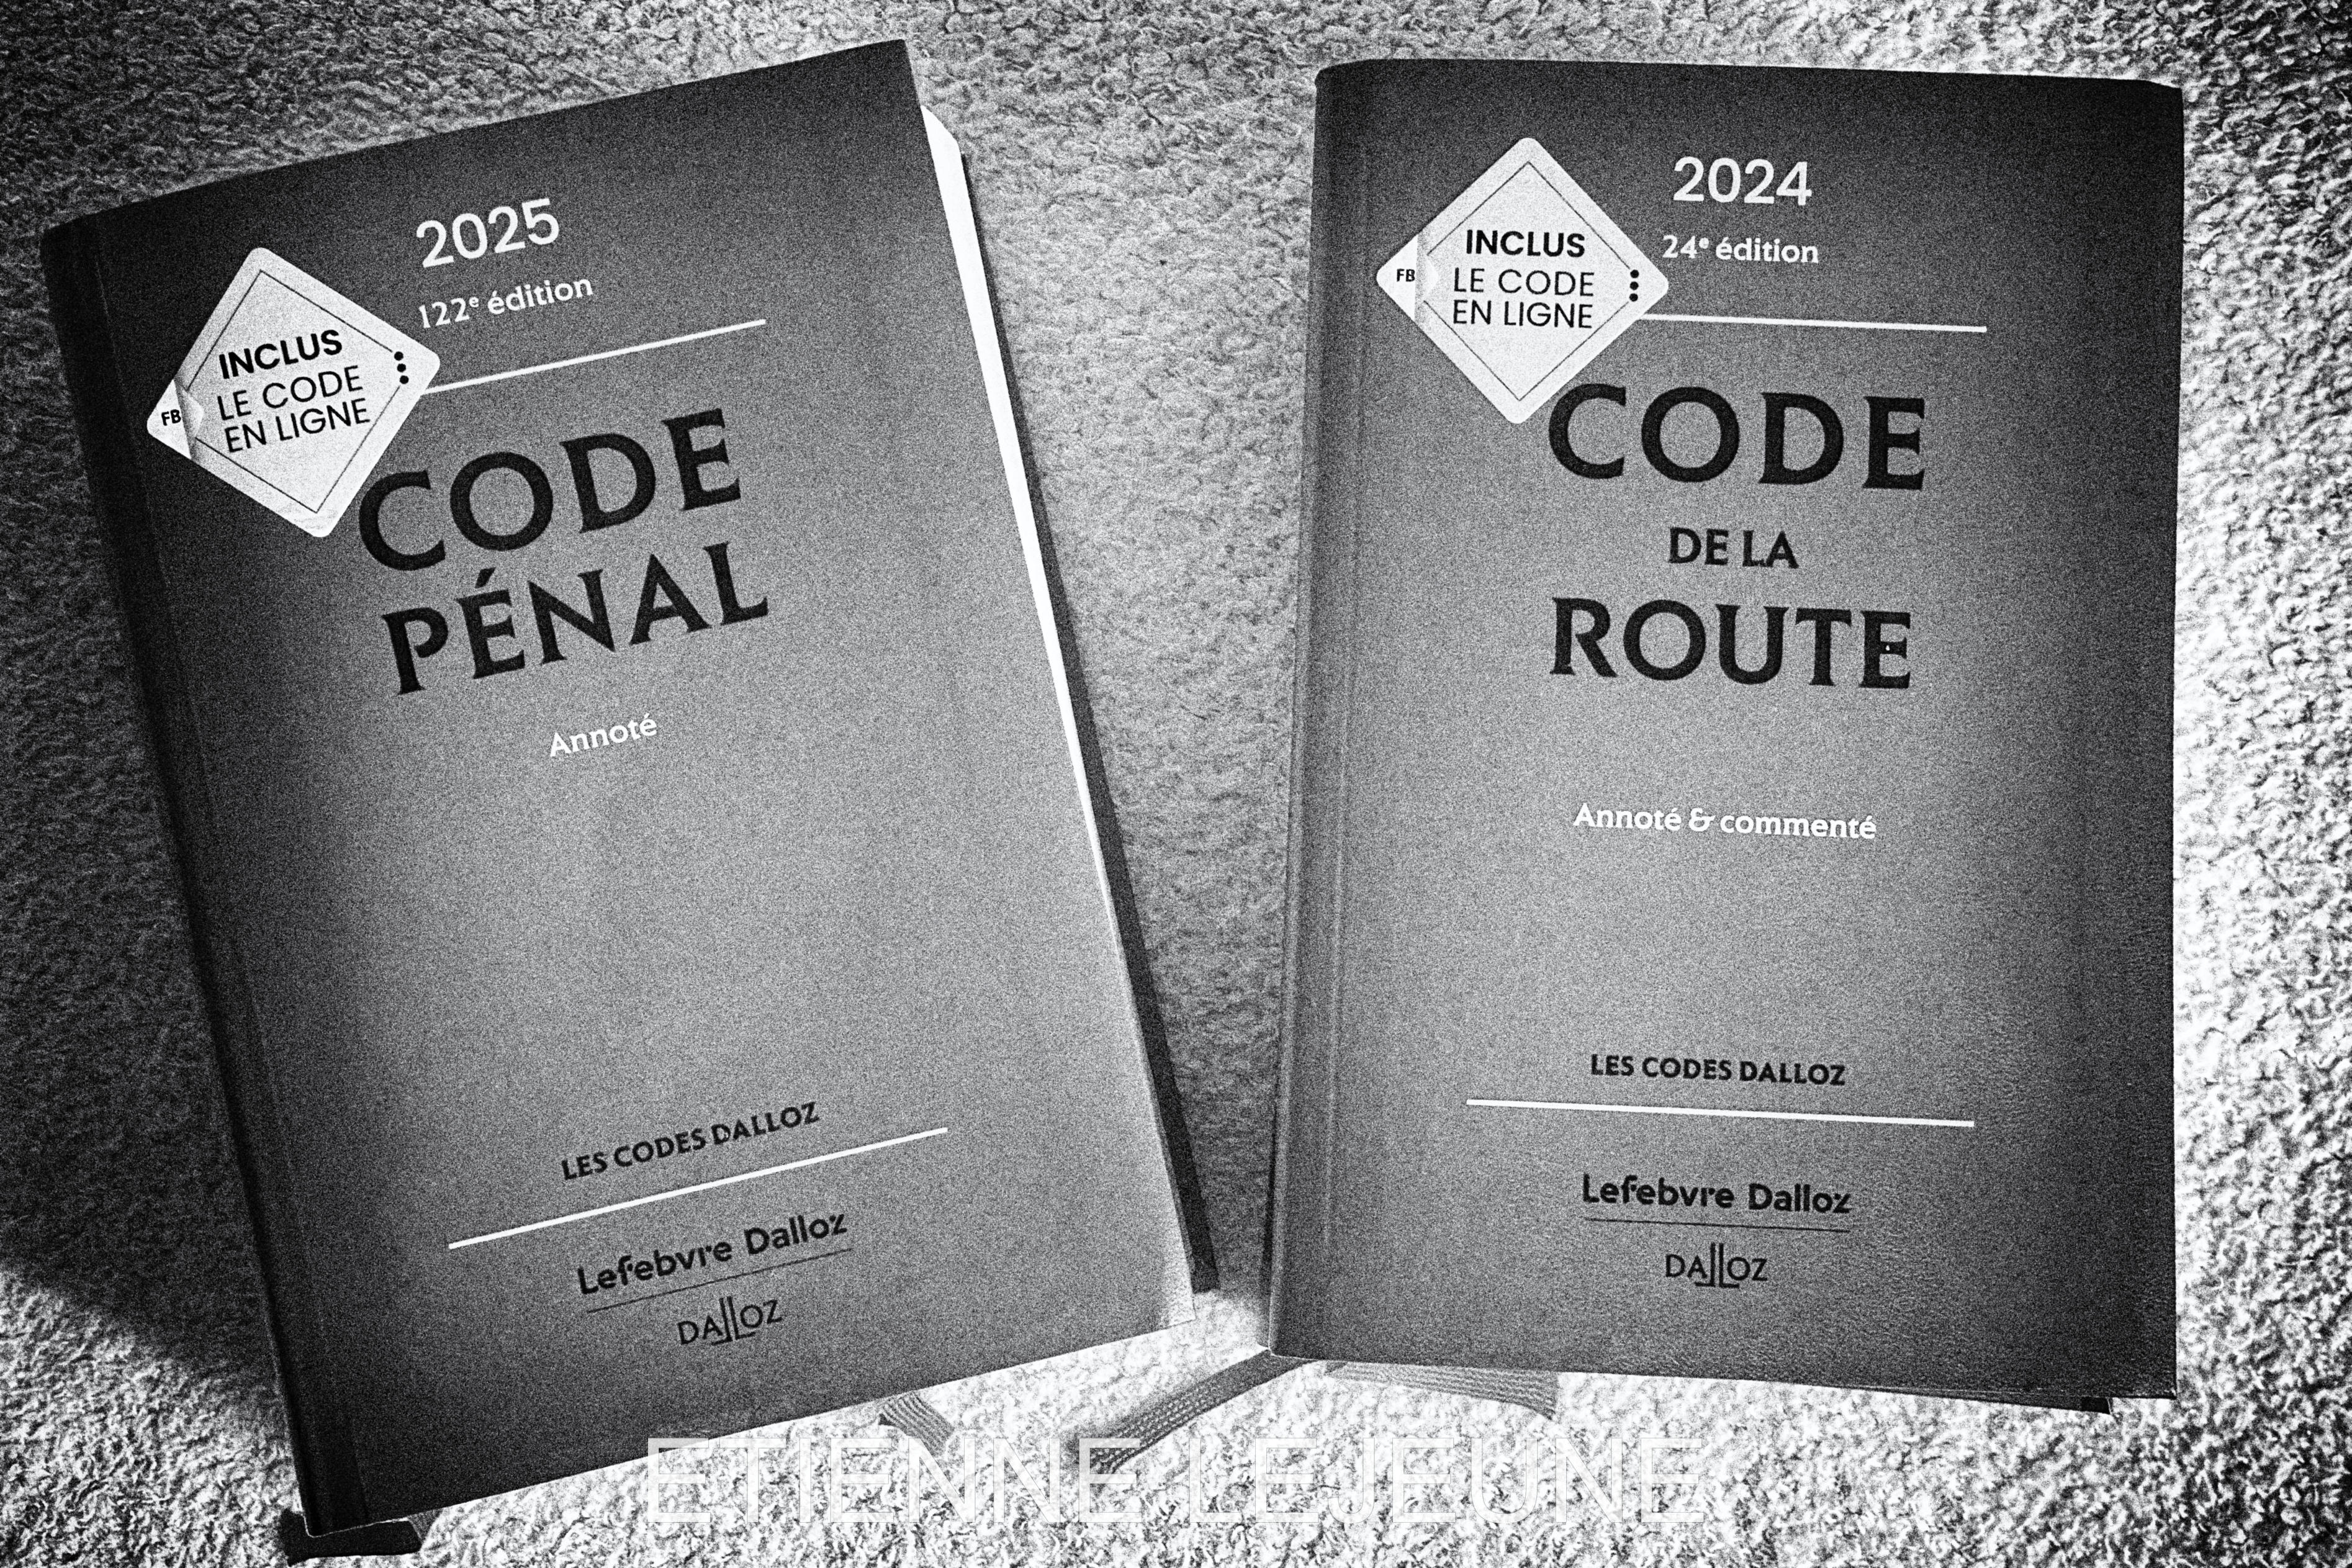 2025
122e édition
INCLUS
LE CODE
EN LIGNE
FB
CODE
PÉNAL
Annoté
LES CODES DALLOZ
Lefebvre Dalloz
DALLOZ
2024
24e édition
INCLUS
LE CODE
EN LIGNE
FB
CODE
DE LA
ROUTE
Annoté & commenté
LES CODES DALLOZ
Lefebvre Dalloz
DALLOZ
ETIENNE LEJEUNE